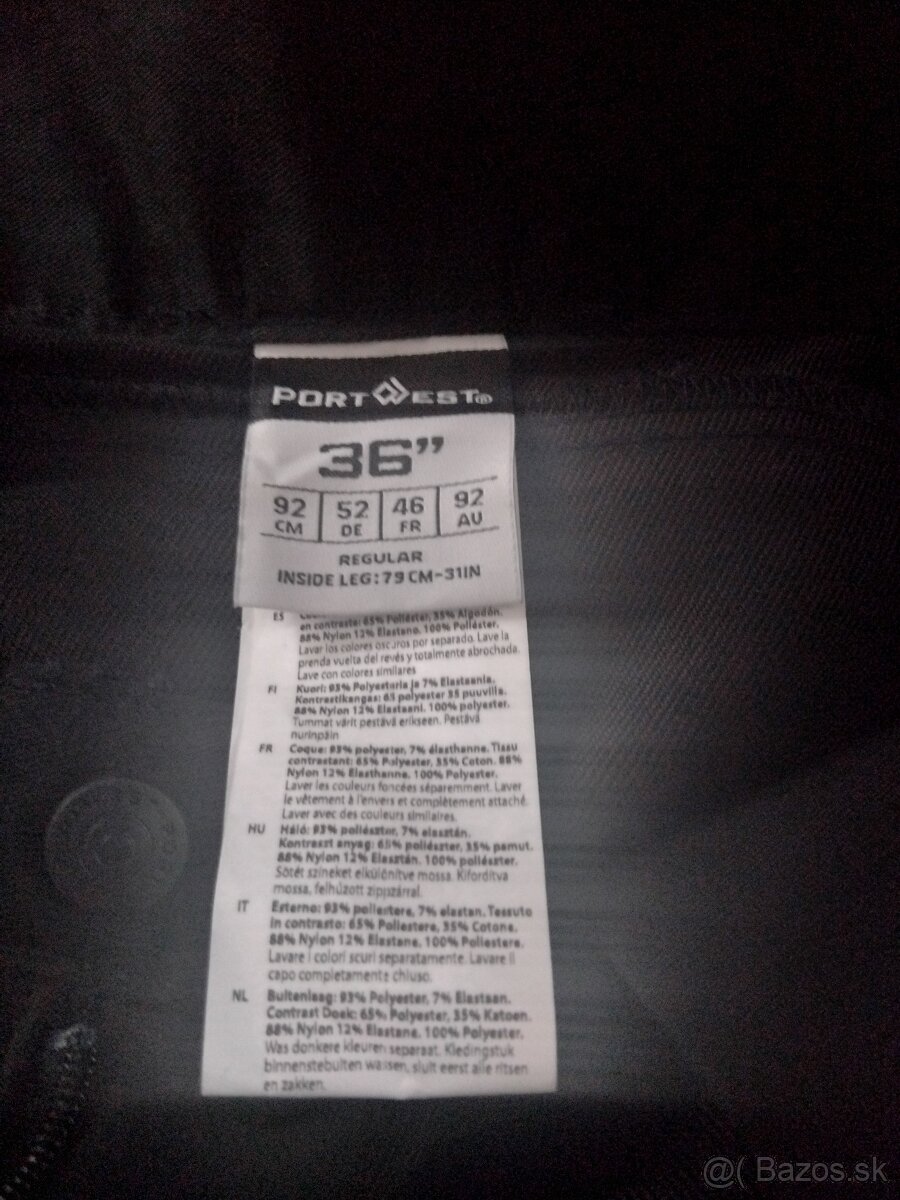 PORTWEST®
36”
92 CM 52 DE 46 FR 92 AU
REGULAR
INSIDE LEG:79 CM-31IN
ES
en contraste: 65% Poliéster, 35% Algodón.
88% Nylon 12% Elastano. 100% Poliéster.
Lavar los colores oscuros por separado. Lave la
prenda vuelta del revés y totalmente abrochada.
Lave con colores similares
FI Kuori: 93% Polyesteria ja 7% Elastaania.
Kontrastikangas: 65 polyester 35 puuvilla.
88% Nylon 12% Elastaani. 100% polyester.
Tummat värit pestävä erikseen. Pestävä
nurinpäin
FR Coque: 93% polyester, 7% élasthanne. Tissu
contrastant: 65% Polyester, 35% Coton. 88%
Nylon 12% Elasthanne. 100% Polyester.
Laver les couleurs foncées séparemment. Laver
le vêtement à l'envers et complètement attaché.
Laver avec des couleurs similaires.
HU Háló: 93% poliészter, 7% elasztán.
Kontraszt anyag: 65% poliészter, 35% pamut.
88% Nylon 12% Elasztán. 100% poliészter.
Sötét színeket elkülönítve mossa. Kifordítva
mossa, felhúzott zippzárral.
IT Esterno: 93% poliestere, 7% elastan. Tessuto
in contrasto: 65% Poliestere, 35% Cotone.
88% Nylon 12% Elastane. 100% Poliestere.
Lavare i colori scuri separatamente. Lavare il
capo completamente chiuso.
NL Buitenlaag: 93% Polyester, 7% Elastaan.
Contrast Doek: 65% Polyester, 35% Katoen.
88% Nylon 12% Elastane. 100% Polyester.
Was donkere kleuren separaat. Kledingstuk
binnenstebuiten wassen, sluit eerst alle ritsen
en zakken.
@( Bazos.sk